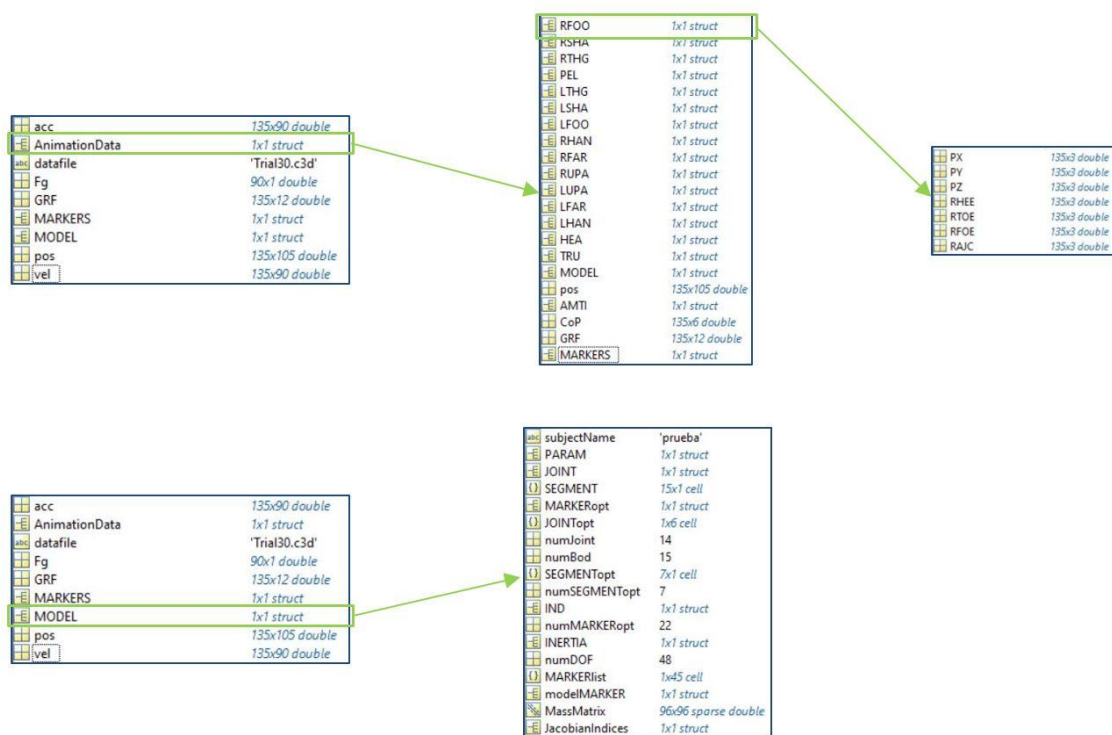 acc 135x90 double
AnimationData 1x1 struct
datafile 'Trial30.c3d'
Fg 90x1 double
GRF 135x12 double
MARKERS 1x1 struct
MODEL 1x1 struct
pos 135x105 double
vel 135x90 double
RFOO 1x1 struct
RSHA 1x1 struct
RTHG 1x1 struct
PEL 1x1 struct
LTHG 1x1 struct
LSHA 1x1 struct
LFOO 1x1 struct
RHAN 1x1 struct
RFAR 1x1 struct
RUPA 1x1 struct
LUPA 1x1 struct
LFAR 1x1 struct
LHAN 1x1 struct
HEA 1x1 struct
TRU 1x1 struct
MODEL 1x1 struct
pos 135x105 double
AMTI 1x1 struct
CoP 135x6 double
GRF 135x12 double
MARKERS 1x1 struct
PX 135x3 double
PY 135x3 double
PZ 135x3 double
RHEE 135x3 double
RTOE 135x3 double
RFOE 135x3 double
RAJC 135x3 double
acc 135x90 double
AnimationData 1x1 struct
datafile 'Trial30.c3d'
Fg 90x1 double
GRF 135x12 double
MARKERS 1x1 struct
MODEL 1x1 struct
pos 135x105 double
vel 135x90 double
subjectName 'prueba'
PARAM 1x1 struct
JOINT 1x1 struct
SEGMENT 15x1 cell
MARKERopt 1x1 struct
JOINTopt 1x6 cell
numJoint 14
numBod 15
SEGMENTopt 7x1 cell
numSEGMENTopt 7
IND 1x1 struct
numMARKERopt 22
INERTIA 1x1 struct
numDOF 48
MARKERlist 1x45 cell
modelMARKER 1x1 struct
MassMatrix 96x96 sparse double
JacobianIndices 1x1 struct